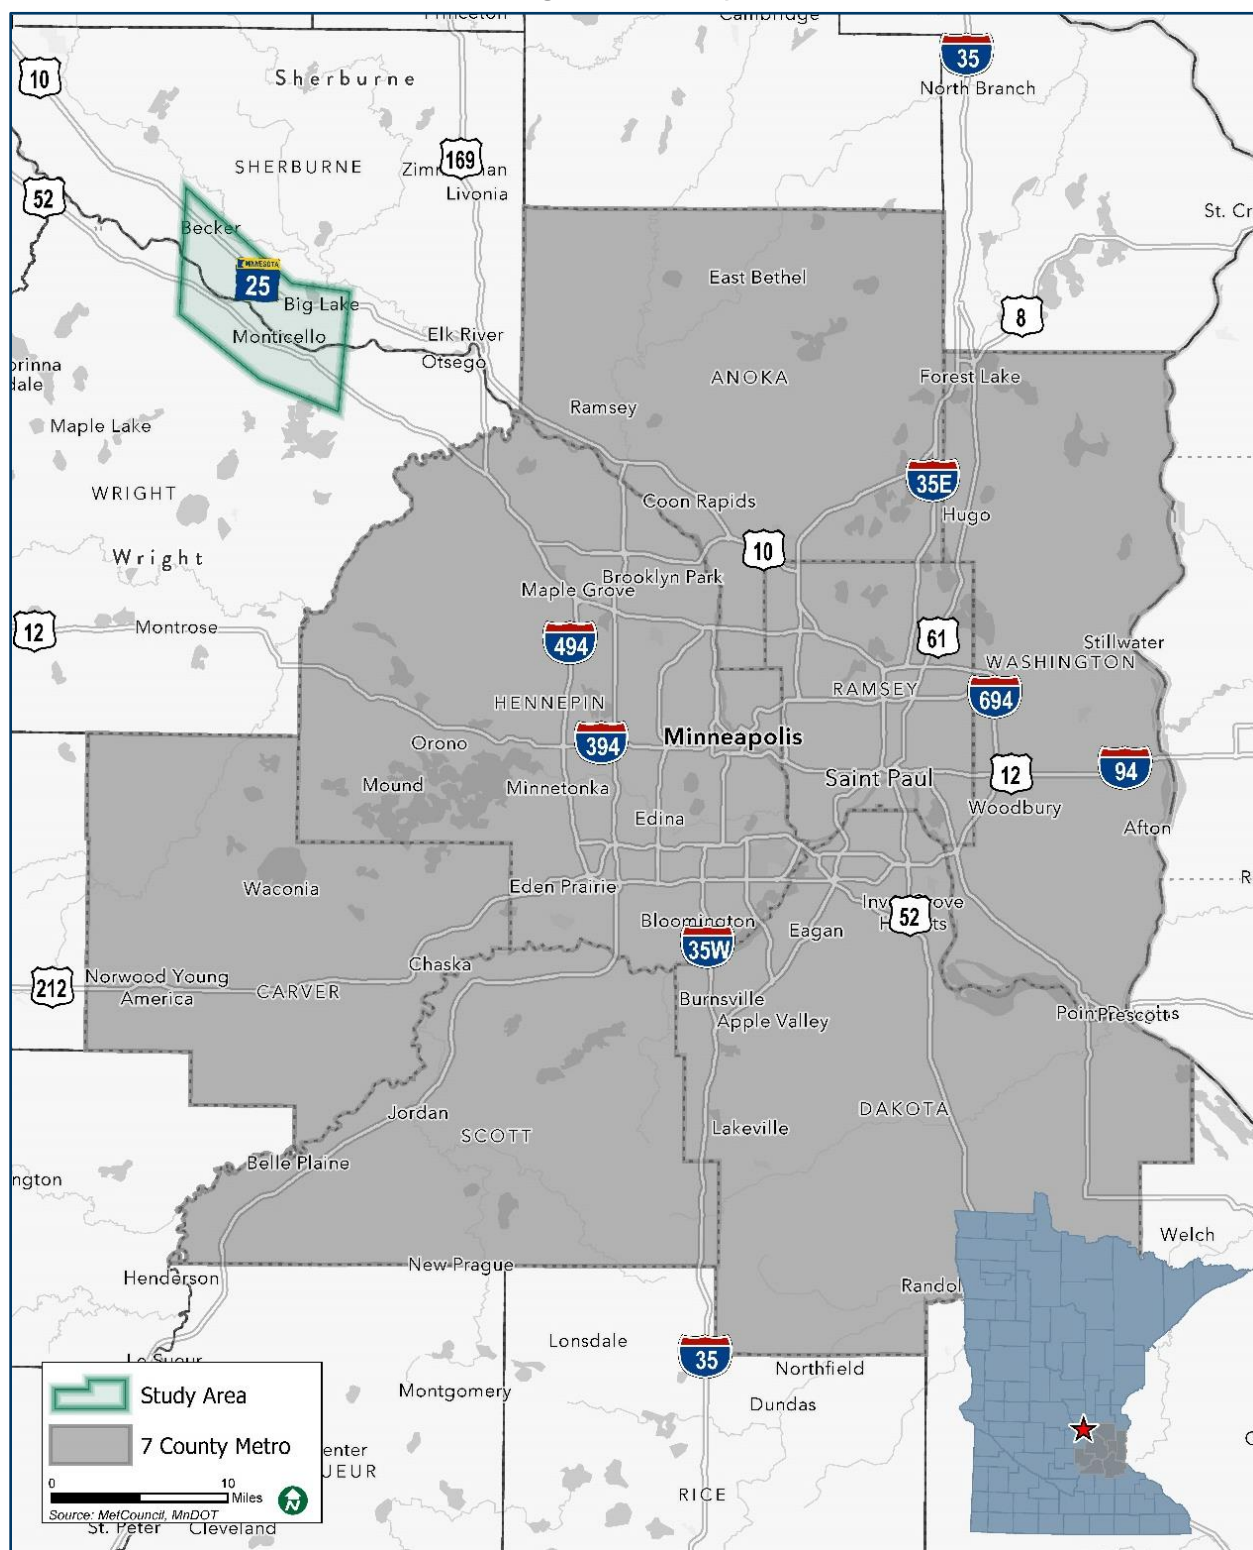 Cambridge
10
Sherburne
35
North Branch
SHERBURNE
169
Livonia
52
Becker
East Bethel
MINNESOTA
25
Big Lake
8
Monticello
Elk River
Otsego
ANOKA
Forest Lake
Ramsey
Maple Lake
WRIGHT
35E
Coon Rapids
Hugo
Wright
10
Brooklyn Park
Maple Grove
12
Montrose
494
61
Stillwater
WASHINGTON
RAMSEY
694
HENNEPIN
Minneapolis
Orono
394
Saint Paul
12
94
Mound
Minnetonka
Woodbury
Edina
Afton
Waconia
Eden Prairie
Bloomington
52
Eagan
35W
Chaska
212
Norwood Young
America
CARVER
Burnsville
Apple Valley
Prescott
Jordan
DAKOTA
SCOTT
Lakeville
Belle Plaine
Welch
New Prague
Henderson
Lonsdale
35
Northfield
Montgomery
Dundas
Study Area
7 County Metro
0 10
Miles
N
Source: MetCouncil, MnDOT
RICE
St. Peter
Cleveland